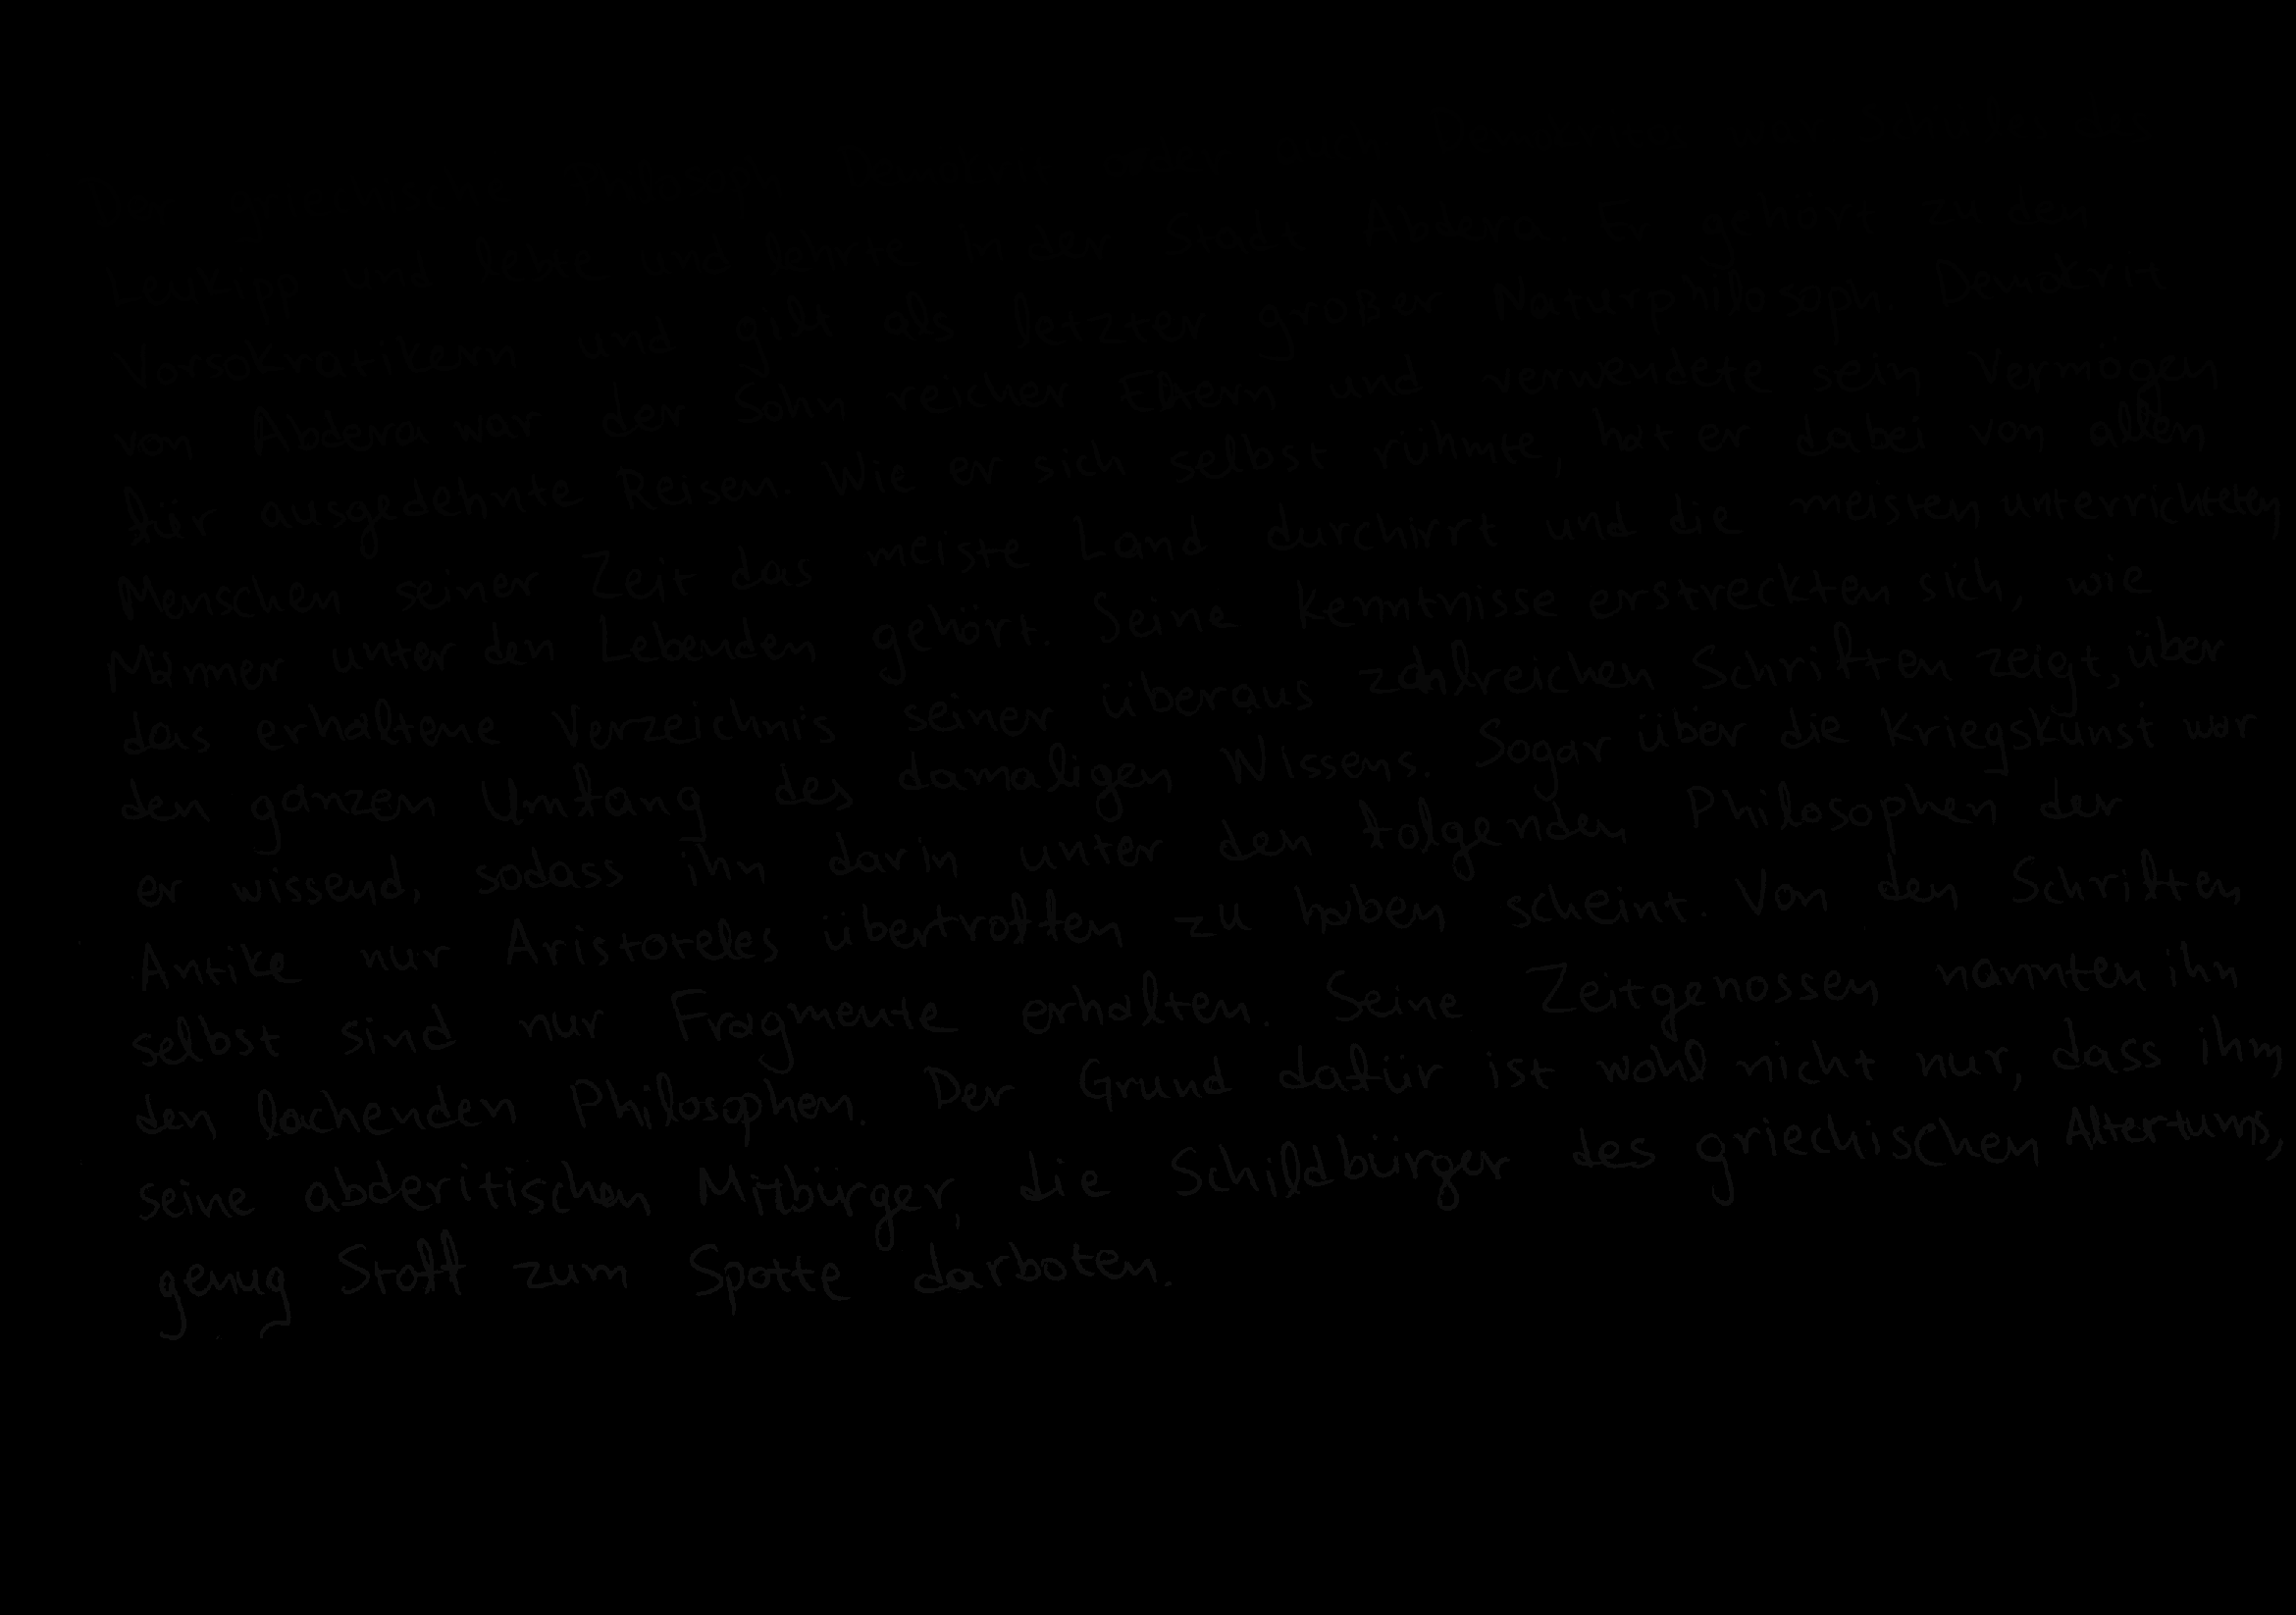 Der griechische Philosoph Demokrit
Leukipp und lebte und lehrte in der Stadt Abdera. Er gehört zu den
Vorsokratikern und gilt als letzter großer Naturphilosoph. Demokrit
von Abdera war der Sohn reicher Eltern und verwendete sein Vermögen
für ausgedehnte Reisen. Wie er sich selbst rühmte, hat er dabei von allen
Menschen seiner Zeit das meiste Land durchirrt und die meisten unterrichteten
Männer unter den Lebenden gehört. Seine Kenntnisse erstreckten sich, wie
das erhaltene Verzeichnis seiner überaus zahlreichen Schriften zeigt, über
den ganzen Umfang des damaligen Wissens. Sogar über die Kriegskunst war
er wissend, sodass ihn darin unter den folgenden Philosophen der
Antike nur Aristoteles übertroffen zu haben scheint. Von den Schriften
selbst sind nur Fragmente erhalten. Seine Zeitgenossen nannten ihn
den lachenden Philosophen. Der Grund dafür ist wohl nicht nur, dass ihm
seine abderitischen Mitbürger, die Schildbürger des griechischen Altertums,
genug Stoff zum Spotte darboten.